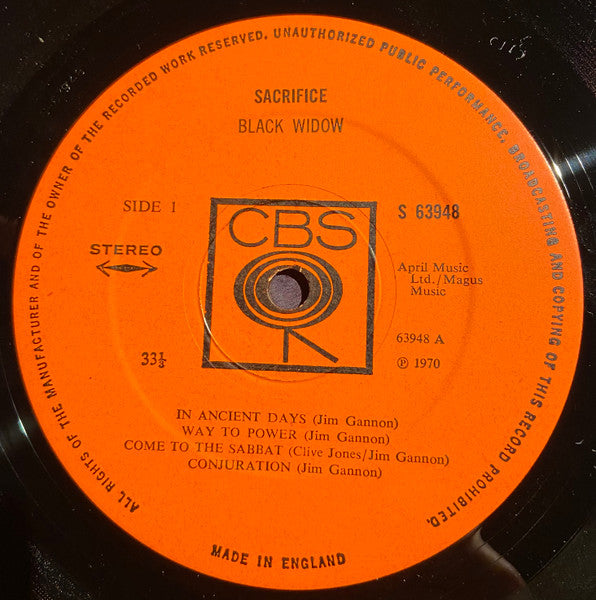 ALL RIGHTS OF THE MANUFACTURER AND OF THE OWNER OF THE RECORDED WORK RESERVED. UNAUTHORIZED PUBLIC PERFORMANCE, BROADCASTING AND COPYING OF THIS RECORD PROHIBITED.
SACRIFICE
BLACK WIDOW
SIDE 1
CBS
S 63948
STEREO
April Music
Ltd./Magus
Music
63948 A
33⅓
Ⓟ 1970
IN ANCIENT DAYS (Jim Gannon)
WAY TO POWER (Jim Gannon)
COME TO THE SABBAT (Clive Jones/Jim Gannon)
CONJURATION (Jim Gannon)
MADE IN ENGLAND